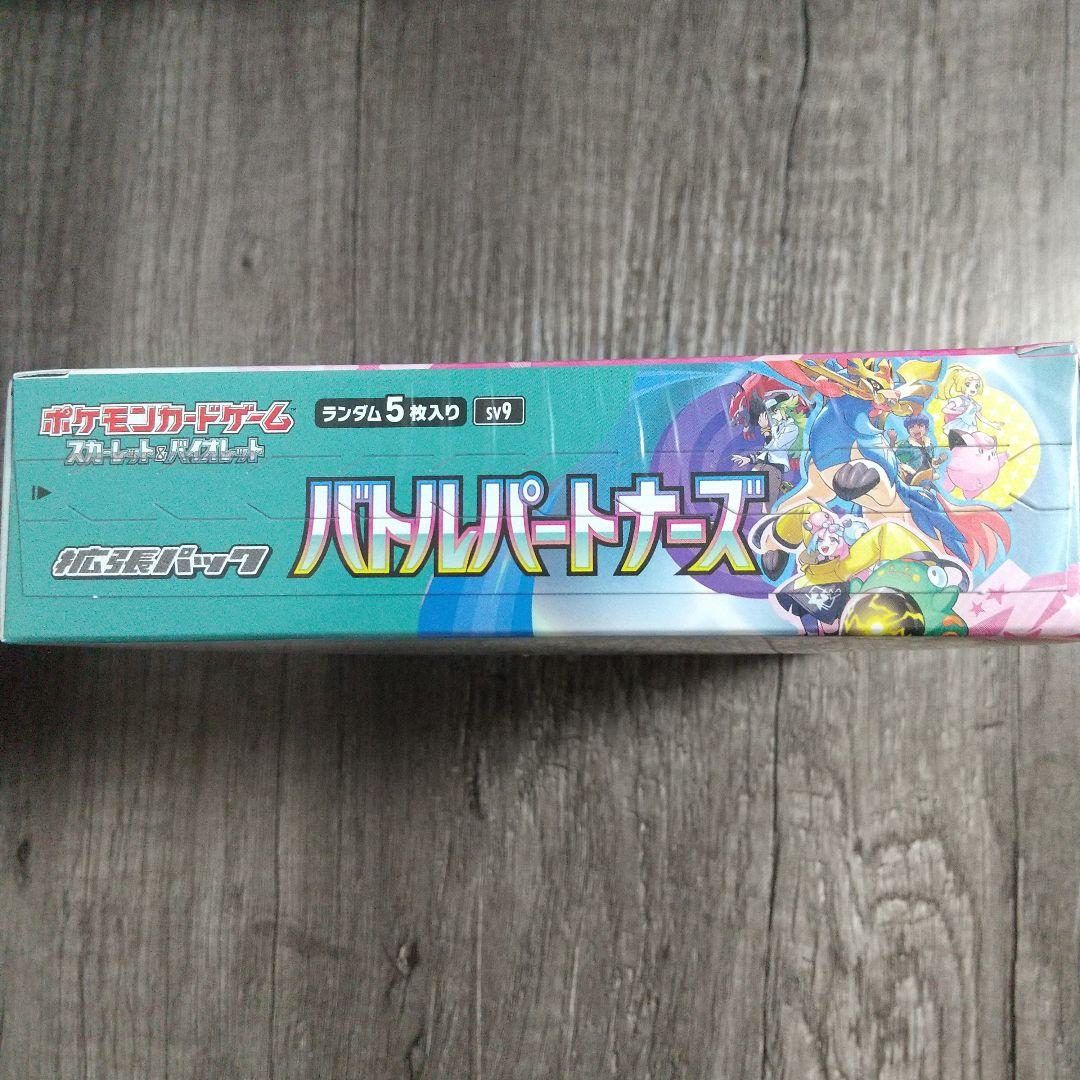 ポケモンカードゲーム
スカーレット&バイオレット
ランダム5枚入り
SV9
拡張パック
バトルパートナーズ